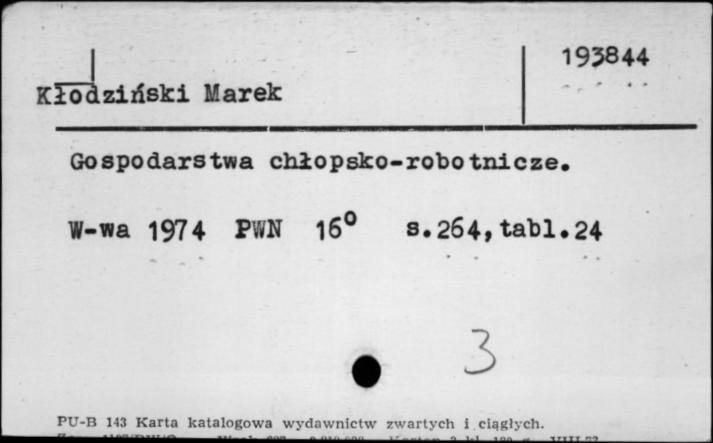 193844
Kłodziński Marek
Gospodarstwa chłopsko-robotnicze.
W-wa 1974 PWN 16° s.264, tabl.24
3
PU-B 143 Karta katalogowa wydawnictw zwartych i ciągłych.